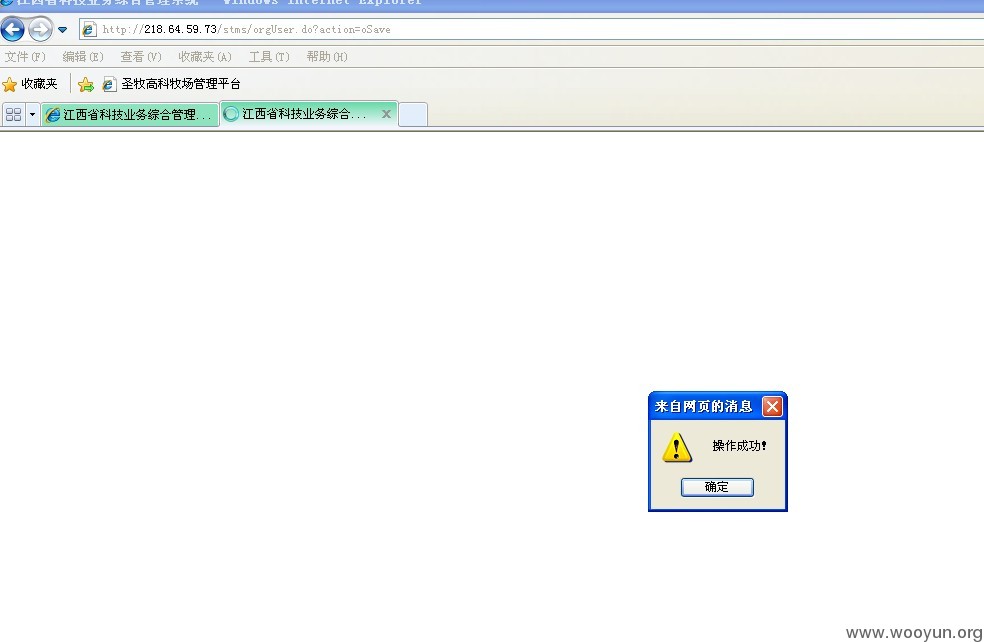 江西省科技业务综合管理系统 - Windows Internet Explorer
http://218.64.59.73/stms/orgUser.do?action=oSave
文件(F) 编辑(E) 查看(V) 收藏夹(A) 工具(T) 帮助(H)
收藏夹 圣牧高科牧场管理平台
江西省科技业务综合管理... 江西省科技业务综合... x
来自网页的消息
操作成功!
确定
www.wooyun.org